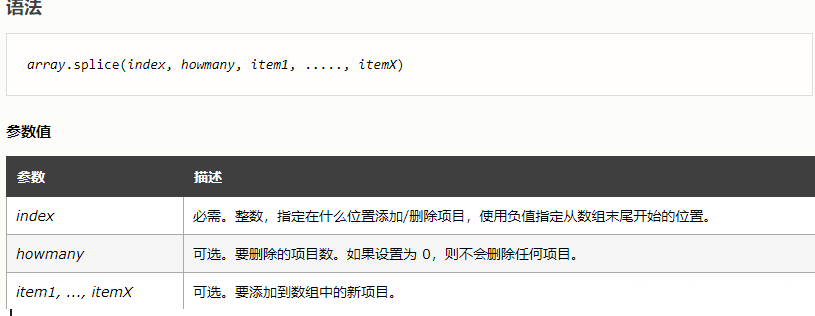 语法
array.splice(index, howmany, item1, ....., itemX)
参数值
参数 描述
index 必需。整数，指定在什么位置添加/删除项目，使用负值指定从数组末尾开始的位置。
howmany 可选。要删除的项目数。如果设置为 0，则不会删除任何项目。
item1, ..., itemX 可选。要添加到数组中的新项目。